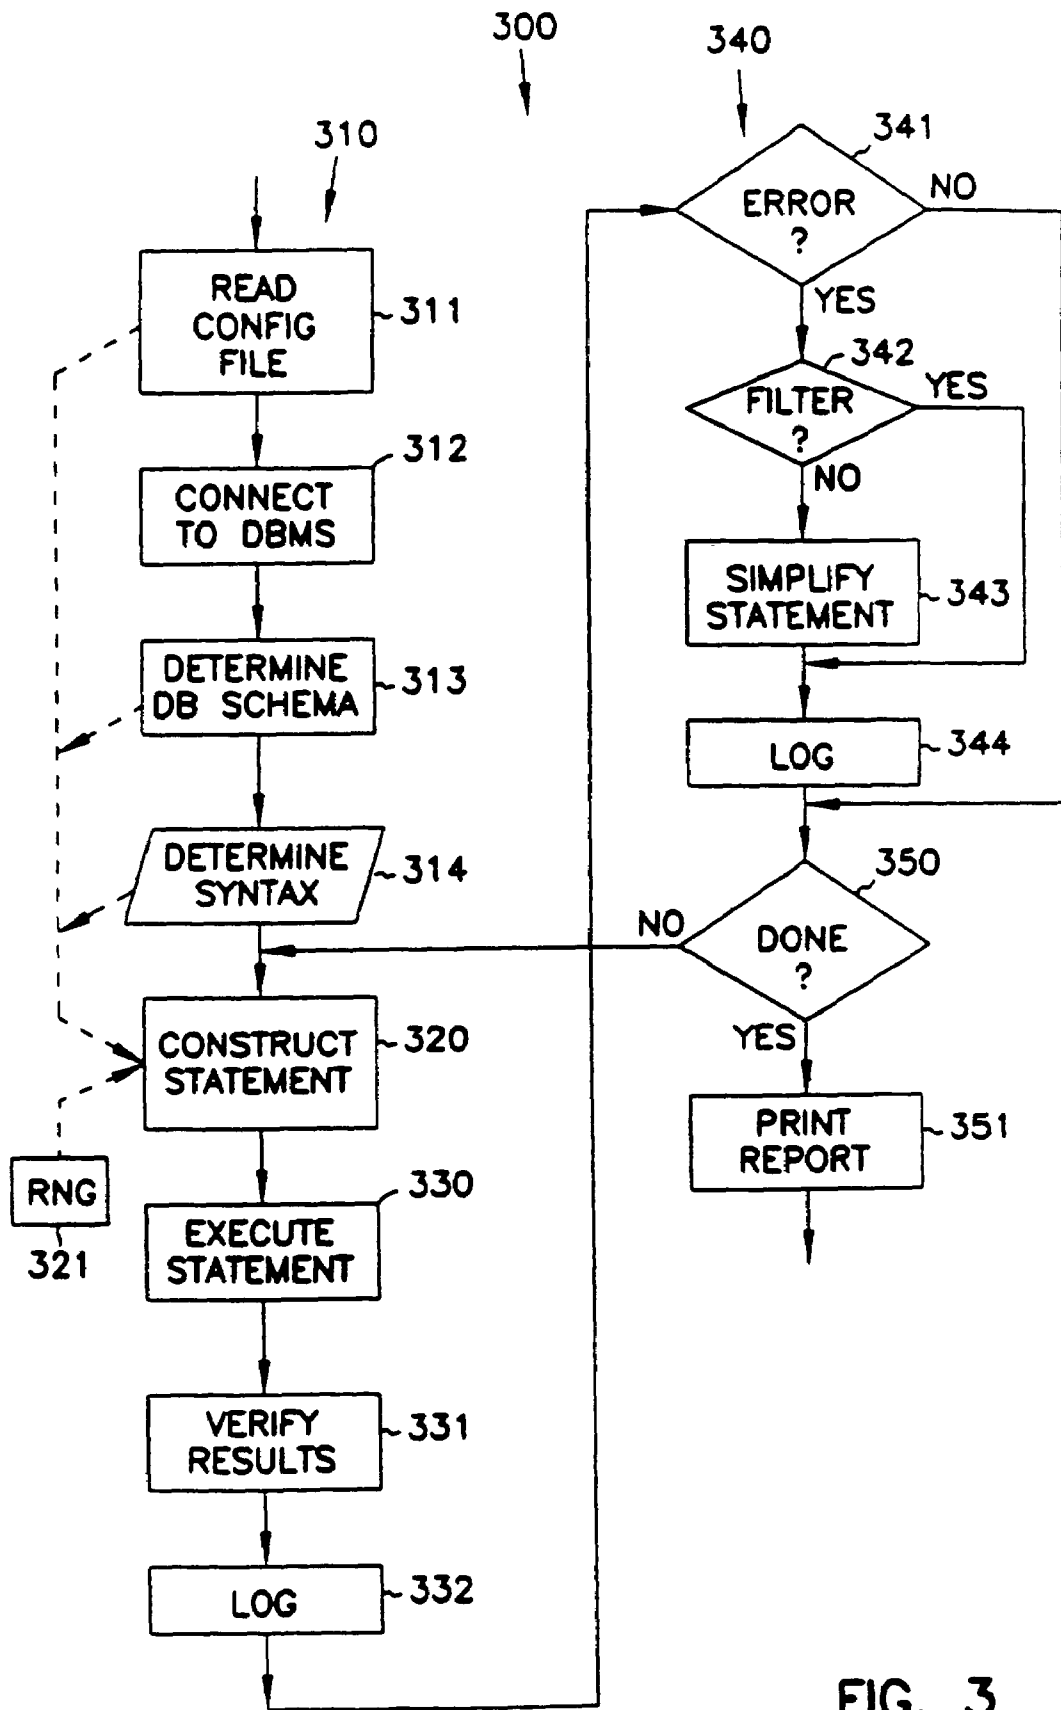 300
310
READ
CONFIG
FILE
311
312
CONNECT
TO DBMS
DETERMINE
DB SCHEMA
313
DETERMINE
SYNTAX
314
CONSTRUCT
STATEMENT
320
RNG
321
330
EXECUTE
STATEMENT
VERIFY
RESULTS
331
LOG
332
340
341
ERROR
?
NO
YES
342
FILTER
?
YES
NO
SIMPLIFY
STATEMENT
343
LOG
344
350
DONE
?
NO
YES
PRINT
REPORT
351
FIG. 3